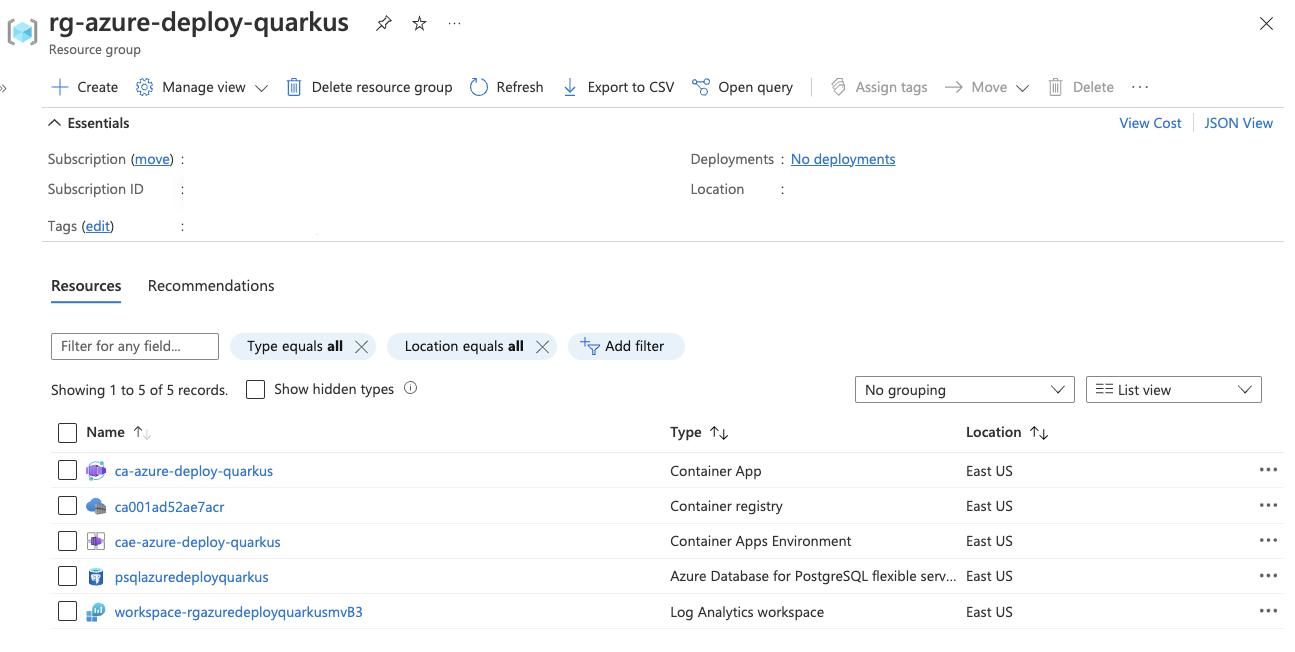 rg-azure-deploy-quarkus ...
Resource group
» Create Manage view Delete resource group Refresh Export to CSV Open query Assign tags Move Delete ...
Essentials View Cost JSON View
Subscription (move) : Deployments : No deployments
Subscription ID : Location :
Tags (edit) :
Resources Recommendations
Filter for any field... Type equals all Location equals all Add filter
Showing 1 to 5 of 5 records. Show hidden types No grouping List view
Name Type Location
ca-azure-deploy-quarkus Container App East US ...
ca001ad52ae7acr Container registry East US ...
cae-azure-deploy-quarkus Container Apps Environment East US ...
psqlazuredeployquarkus Azure Database for PostgreSQL flexible serv... East US ...
workspace-rgazuredeployquarkusmvB3 Log Analytics workspace East US ...